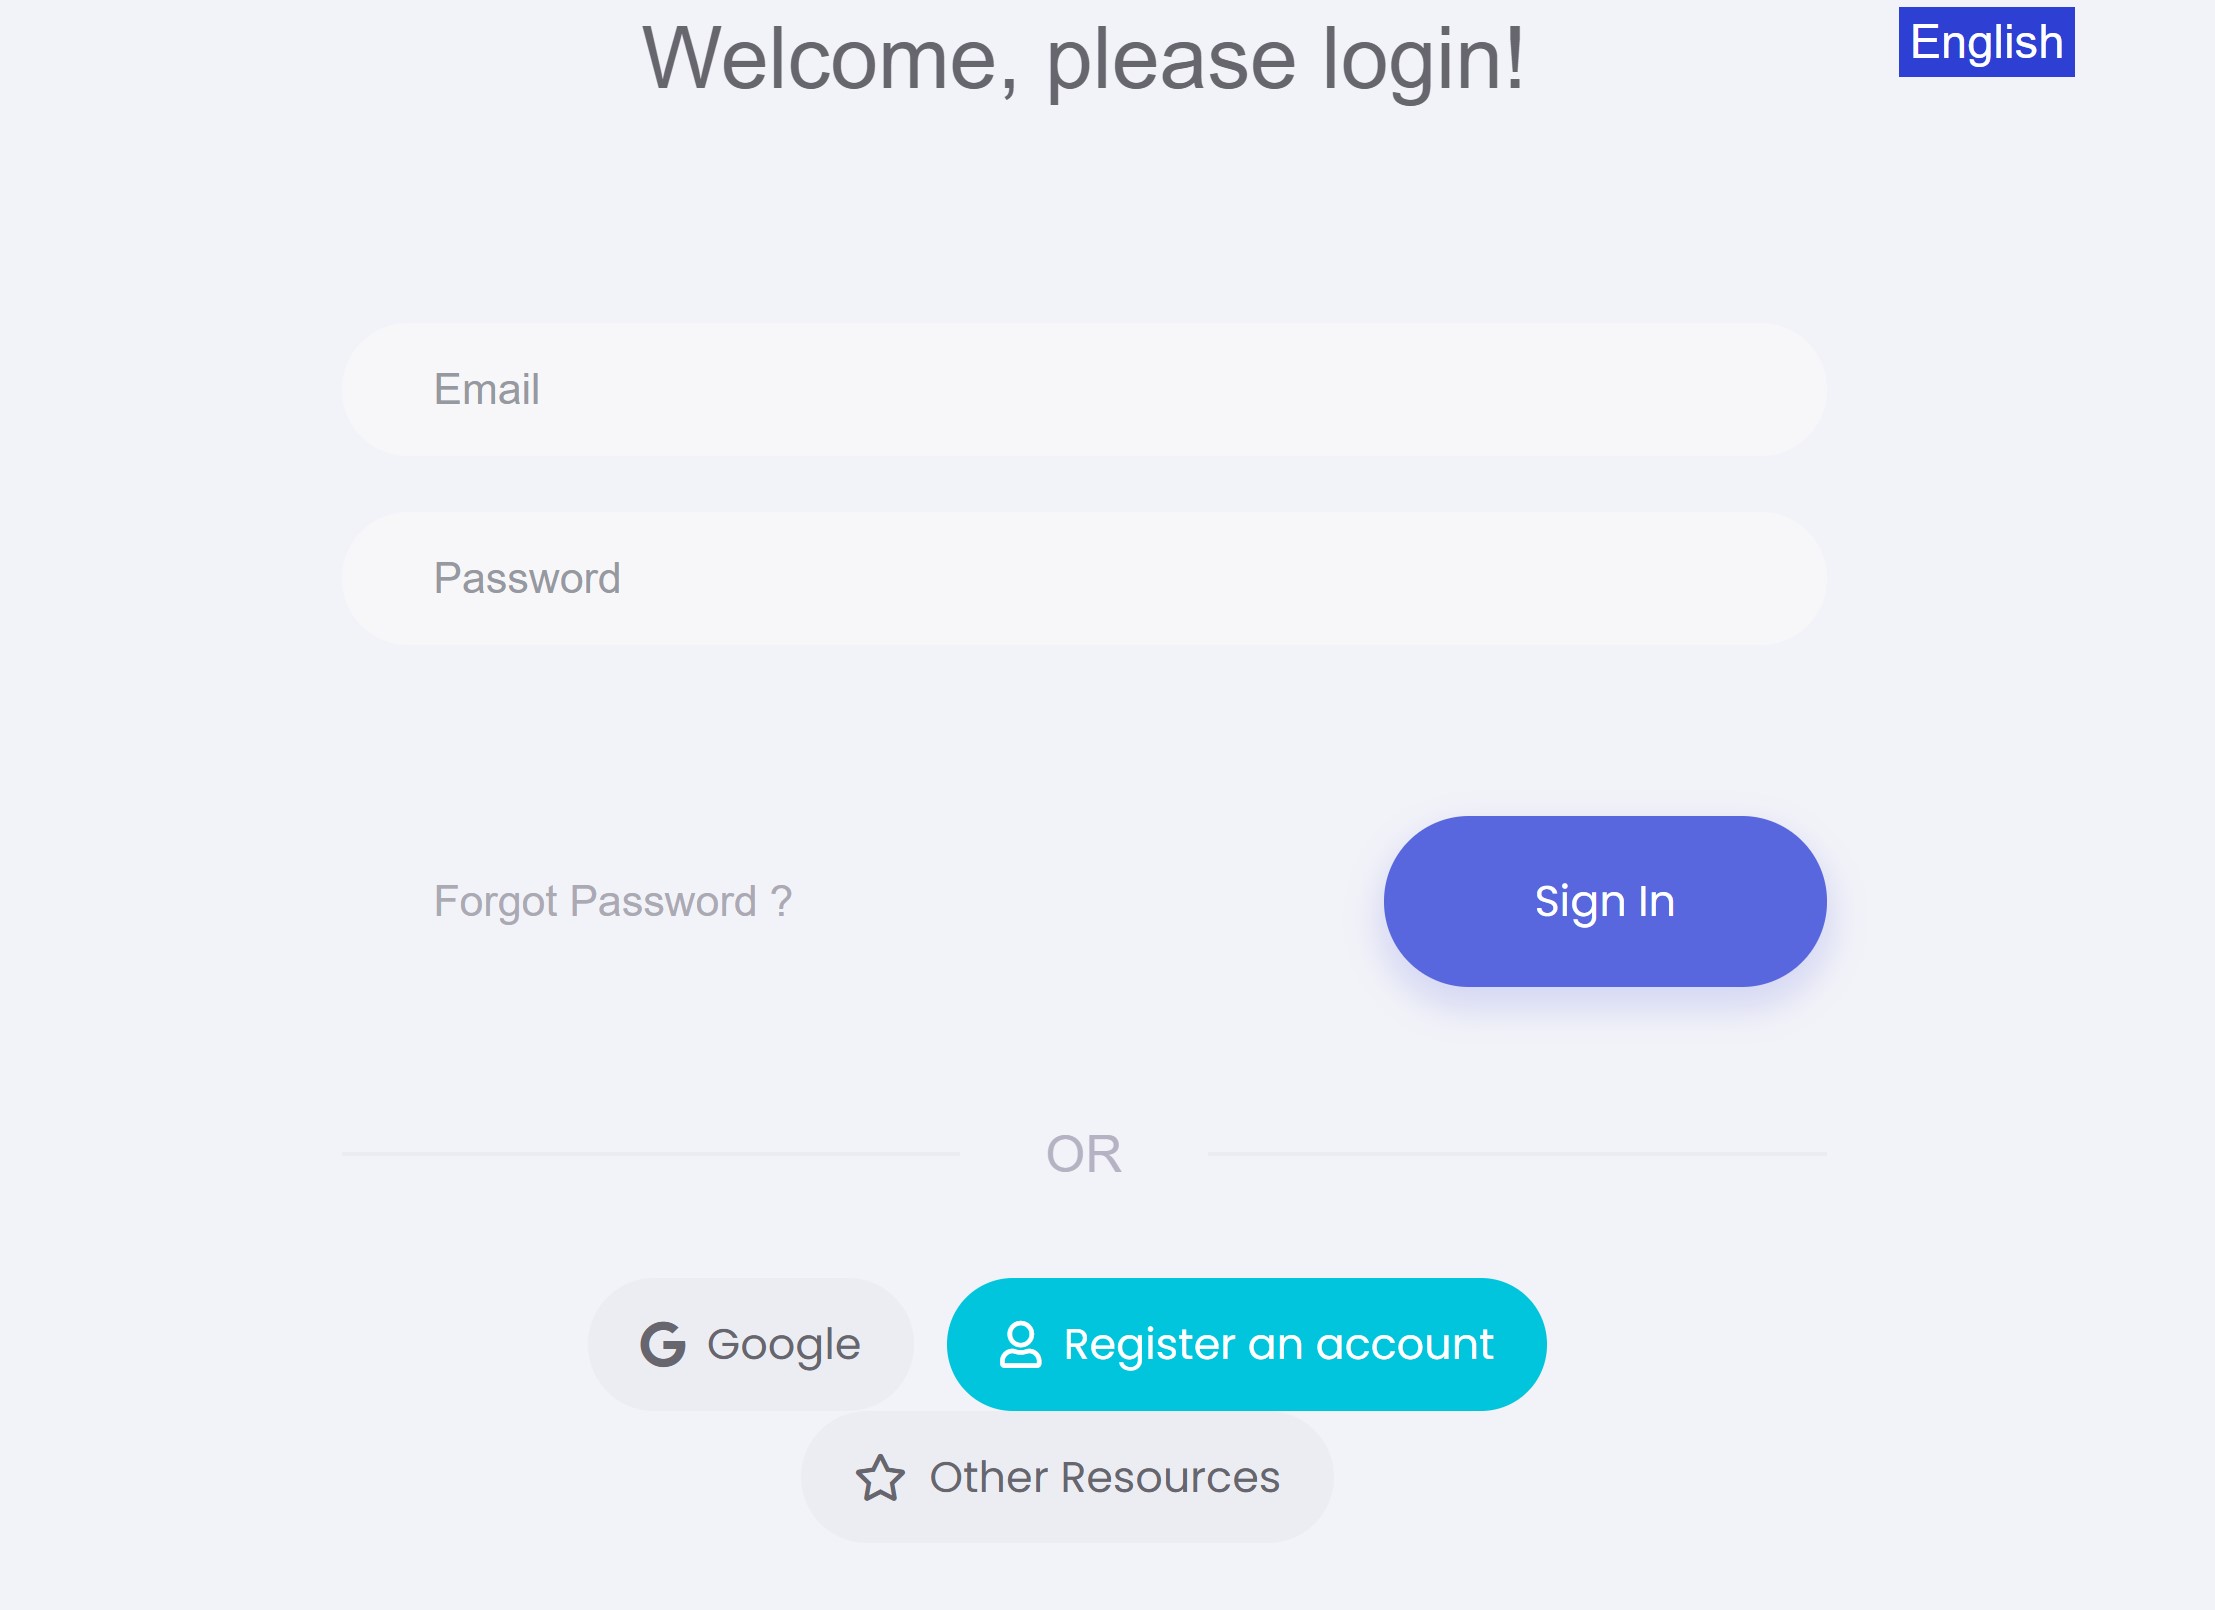 Welcome, please login!
English
Email
Password
Forgot Password ?
Sign In
OR
Google
Register an account
Other Resources